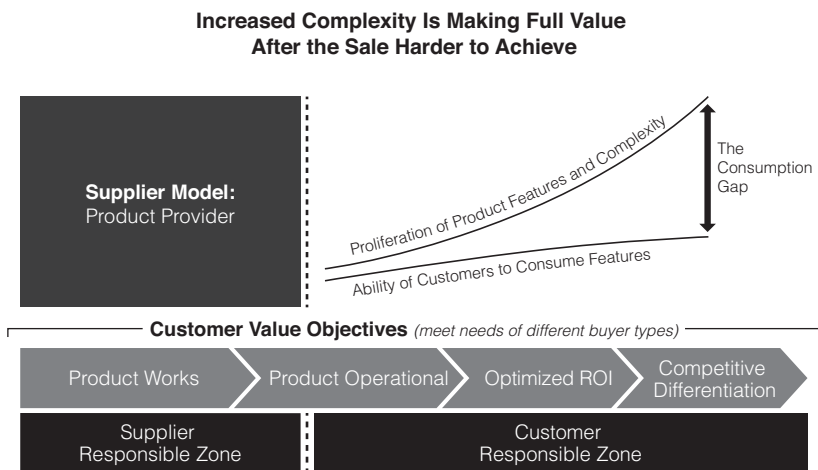 Increased Complexity Is Making Full Value
After the Sale Harder to Achieve
Supplier Model:
Product Provider
Proliferation of Product Features and Complexity
The
Consumption
Gap
Ability of Customers to Consume Features
Customer Value Objectives (meet needs of different buyer types)
Product Works
Product Operational
Optimized ROI
Competitive
Differentiation
Supplier
Responsible Zone
Customer
Responsible Zone